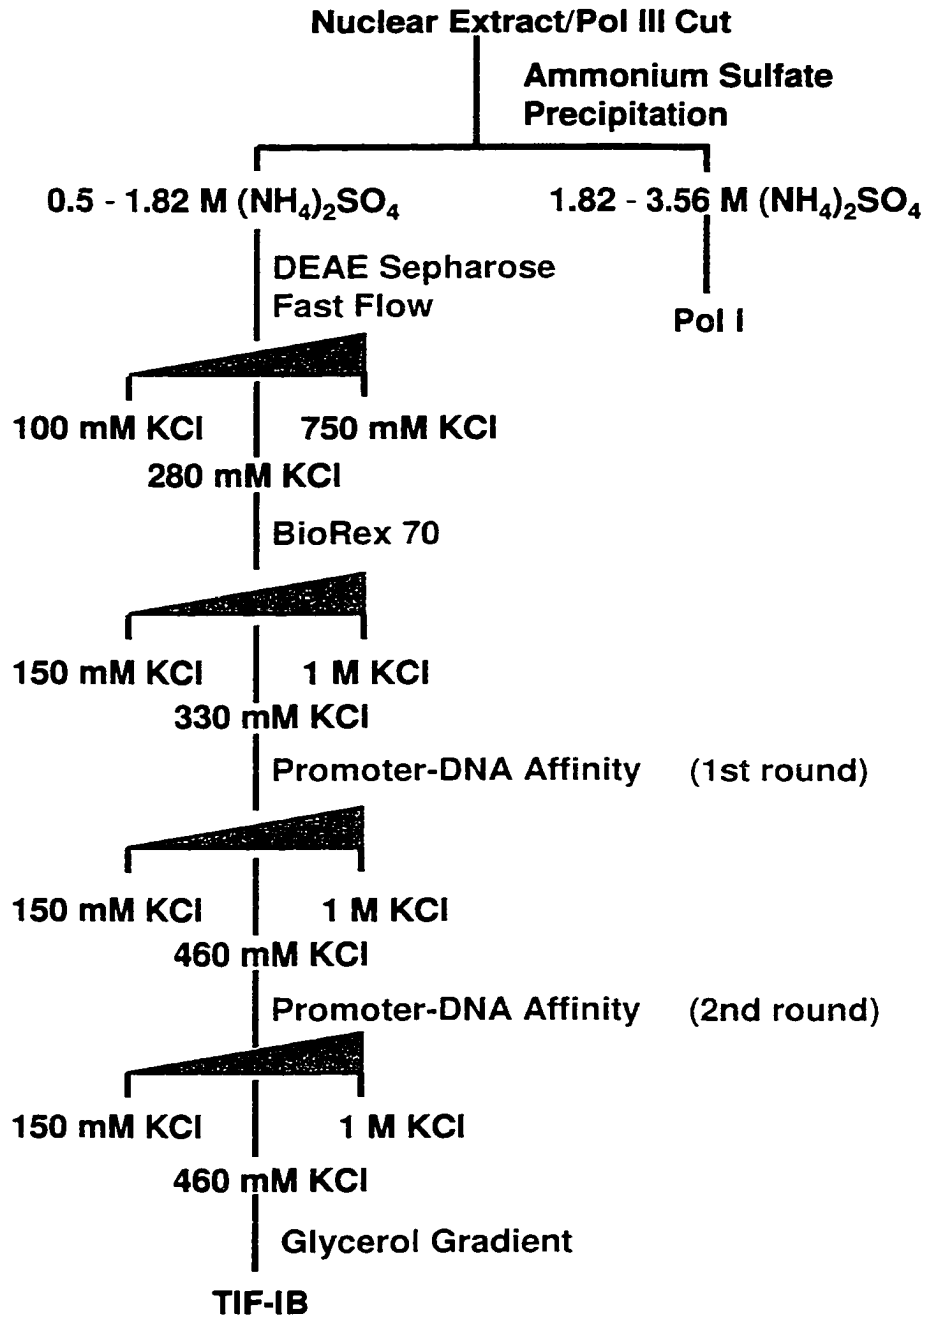 Nuclear Extract/Pol III Cut
Ammonium Sulfate
Precipitation
0.5 - 1.82 M (NH₄)₂SO₄
1.82 - 3.56 M (NH₄)₂SO₄
DEAE Sepharose
Fast Flow
Pol I
100 mM KCl
750 mM KCl
280 mM KCl
BioRex 70
150 mM KCl
1 M KCl
330 mM KCl
Promoter-DNA Affinity (1st round)
150 mM KCl
1 M KCl
460 mM KCl
Promoter-DNA Affinity (2nd round)
150 mM KCl
1 M KCl
460 mM KCl
Glycerol Gradient
TIF-IB